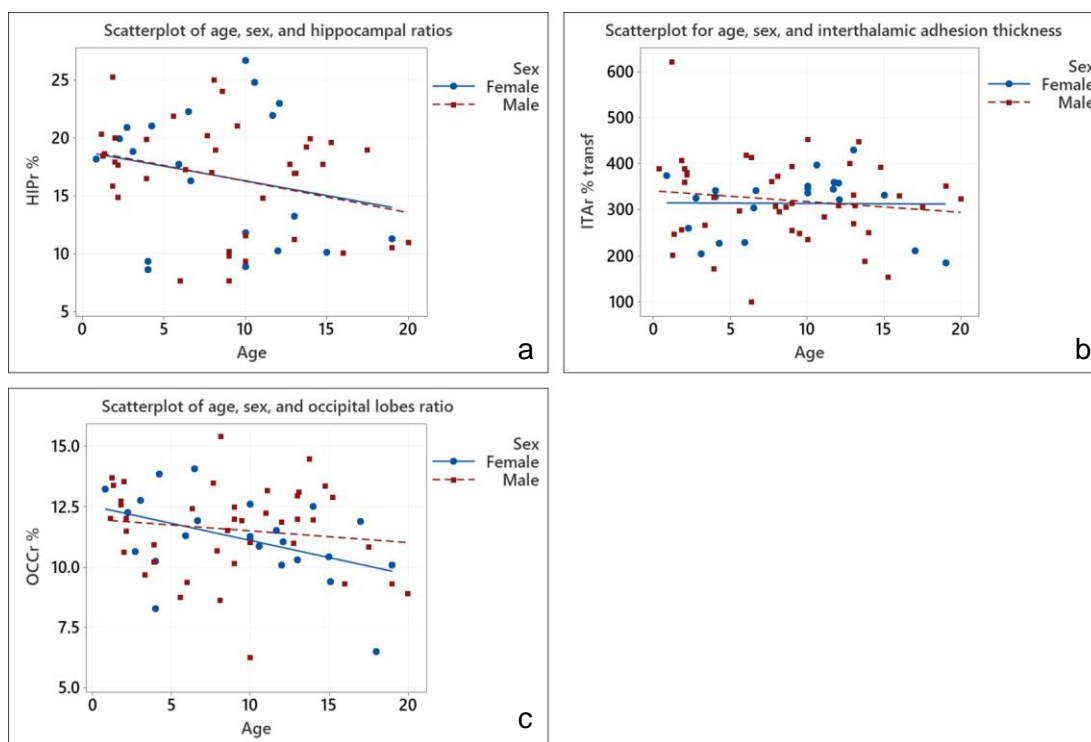 Scatterplot of age, sex, and hippocampal ratios
Sex
Female
Male
25
20
15
10
5
HIPr %
0
5
10
15
20
Age
a
Scatterplot for age, sex, and interthalamic adhesion thickness
Sex
Female
Male
600
500
400
300
200
100
ITAr % transf
0
5
10
15
20
Age
b
Scatterplot of age, sex, and occipital lobes ratio
Sex
Female
Male
15.0
12.5
10.0
7.5
5.0
OCCr %
0
5
10
15
20
Age
c